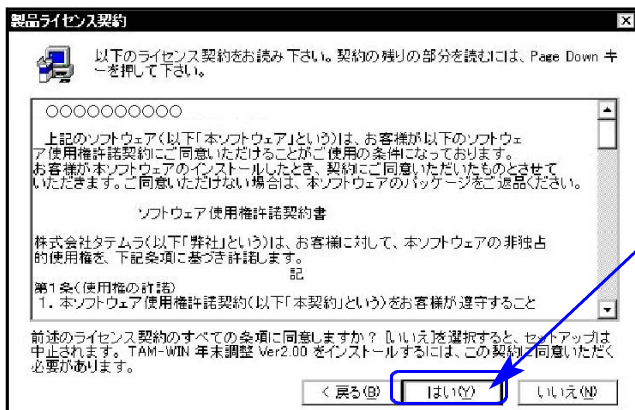 製品ライセンス契約
以下のライセンス契約をお読み下さい。契約の残りの部分を読むには、Page Down キ
ーを押して下さい。
○○○○○○○○○○
上記のソフトウェア(以下「本ソフトウェア」という)は、お客様が以下のソフトウェ
ア使用権許諾契約にご同意いただけることがご使用の条件になっております。
お客様が本ソフトウェアのインストールしたとき、契約にご同意いただいたものとさせて
いただきます。ご同意いただけない場合は、本ソフトウェアのパッケージをご返品ください。
ソフトウェア使用権許諾契約書
株式会社タテムラ(以下「弊社」という)は、お客様に対して、本ソフトウェアの非独占
的使用権を、下記条項に基づき許諾します。
記
第1条(使用権の許諾)
1. 本ソフトウェア使用権許諾契約(以下「本契約」という)をお客様が遵守すること
前述のライセンス契約のすべての条項に同意しますか? [いいえ]を選択すると、セットアップは
中止されます。 TAM-WIN 年末調整 Ver2.00 をインストールするには、この契約に同意いただく
必要があります。
< 戻る(B) はい(Y) いいえ(N)